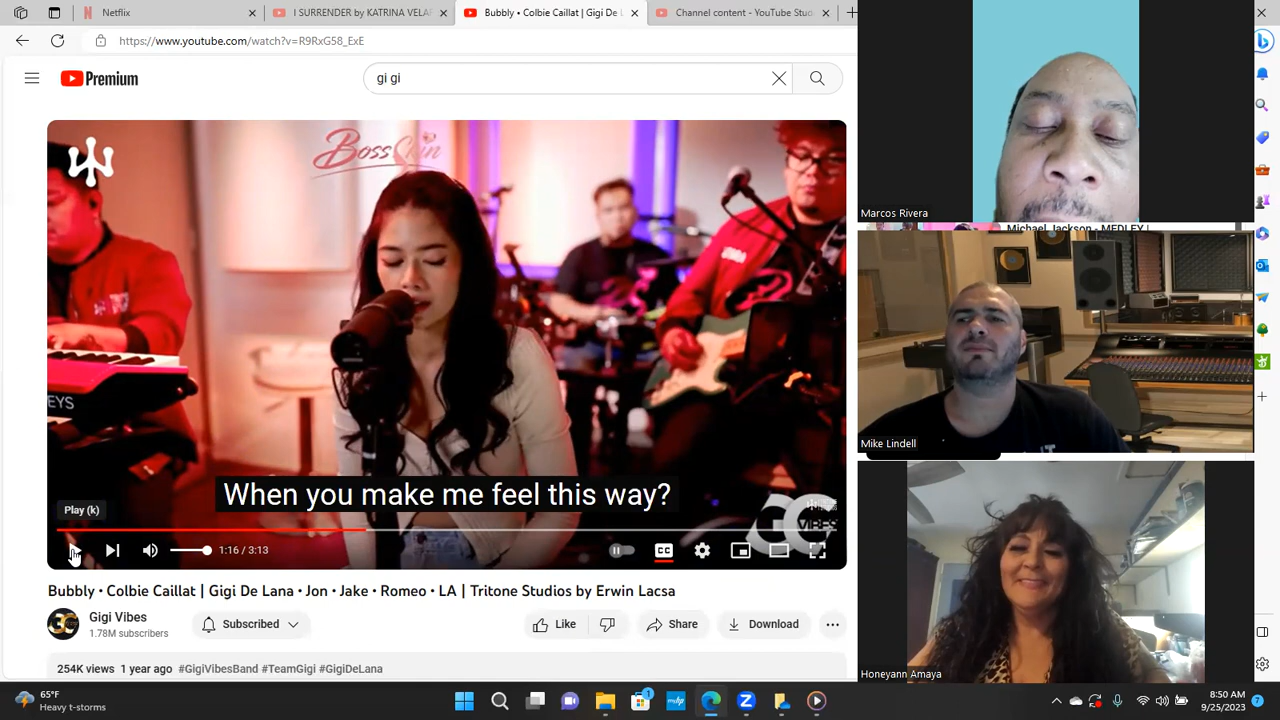 Netflix
I SURRENDER by KATRINA VELA
Bubbly • Colbie Caillat | Gigi De L
Channel content - YouTube Studi
https://www.youtube.com/watch?v=R9RxG58_ExE
Premium
gi gi
Boss Skin
When you make me feel this way?
Play (k)
1:16 / 3:13
CC
Bubbly • Colbie Caillat | Gigi De Lana • Jon • Jake • Romeo • LA | Tritone Studios by Erwin Lacsa
Gigi Vibes
1.78M subscribers
Subscribed
Like
Share
Download
254K views 1 year ago #GigiVibesBand #TeamGigi #GigiDeLana
Marcos Rivera
Michael Jackson - MEDLEY |
Mike Lindell
Honeyann Amaya
65°F
Heavy t-storms
8:50 AM
9/25/2023